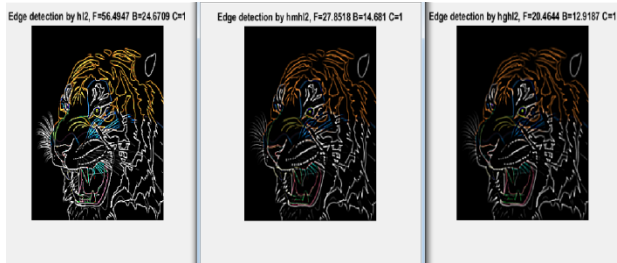 Edge detection by hl2, F=56.4947 B=24.6709 C=1
Edge detection by hmhl2, F=27.8518 B=14.681 C=1
Edge detection by hghl2, F=20.4644 B=12.9187 C=1